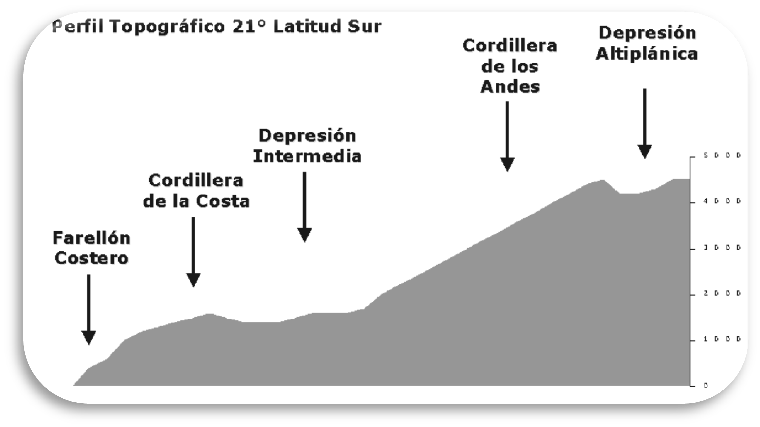 Perfil Topográfico 21° Latitud Sur
Depresión
Altiplánica
Cordillera
de los
Andes
Depresión
Intermedia
Cordillera
de la Costa
Farellón
Costero
5000
4000
3000
2000
1000
0